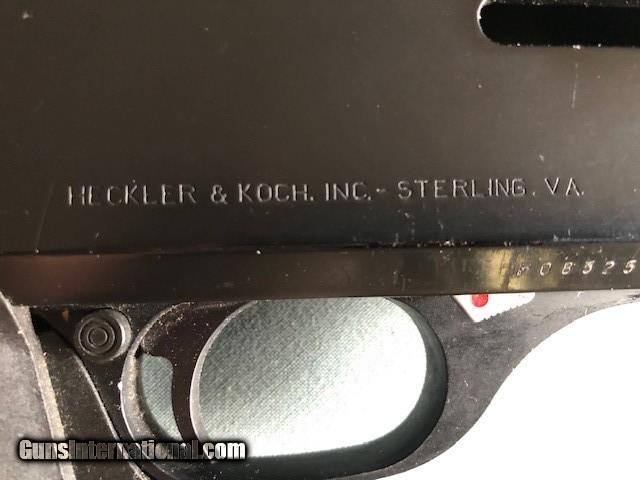 HECKLER & KOCH. INC. - STERLING. VA.
GunsInternational.com